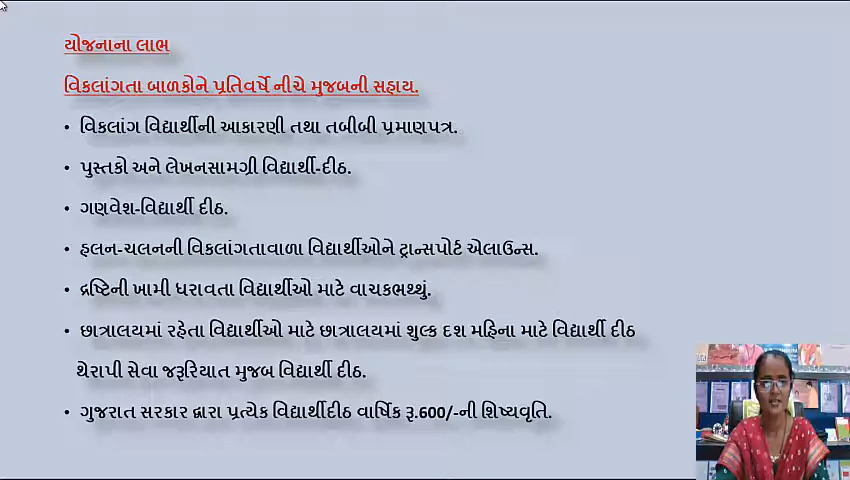 યોજનાના લાભ
વિકલાંગતા બાળકોને પ્રતિવર્ષે નીચે મુજબની સહાય.
• વિકલાંગ વિદ્યાર્થીની આકારણી તથા તબીબી પ્રમાણપત્ર.
• પુસ્તકો અને લેખનસામગ્રી વિદ્યાર્થી-દીઠ.
• ગણવેશ-વિદ્યાર્થી દીઠ.
• હલન-ચલનની વિકલાંગતાવાળા વિદ્યાર્થીઓને ટ્રાન્સપોર્ટ એલાઉન્સ.
• દ્રષ્ટિની ખામી ધરાવતા વિદ્યાર્થીઓ માટે વાચકભથ્થું.
• છાત્રાલયમાં રહેતા વિદ્યાર્થીઓ માટે છાત્રાલયમાં શુલ્ક દશ મહિના માટે વિદ્યાર્થી દીઠ
થેરાપી સેવા જરૂરિયાત મુજબ વિદ્યાર્થી દીઠ.
• ગુજરાત સરકાર દ્વારા પ્રત્યેક વિદ્યાર્થીદીઠ વાર્ષિક રૂ.600/-ની શિષ્યવૃતિ.